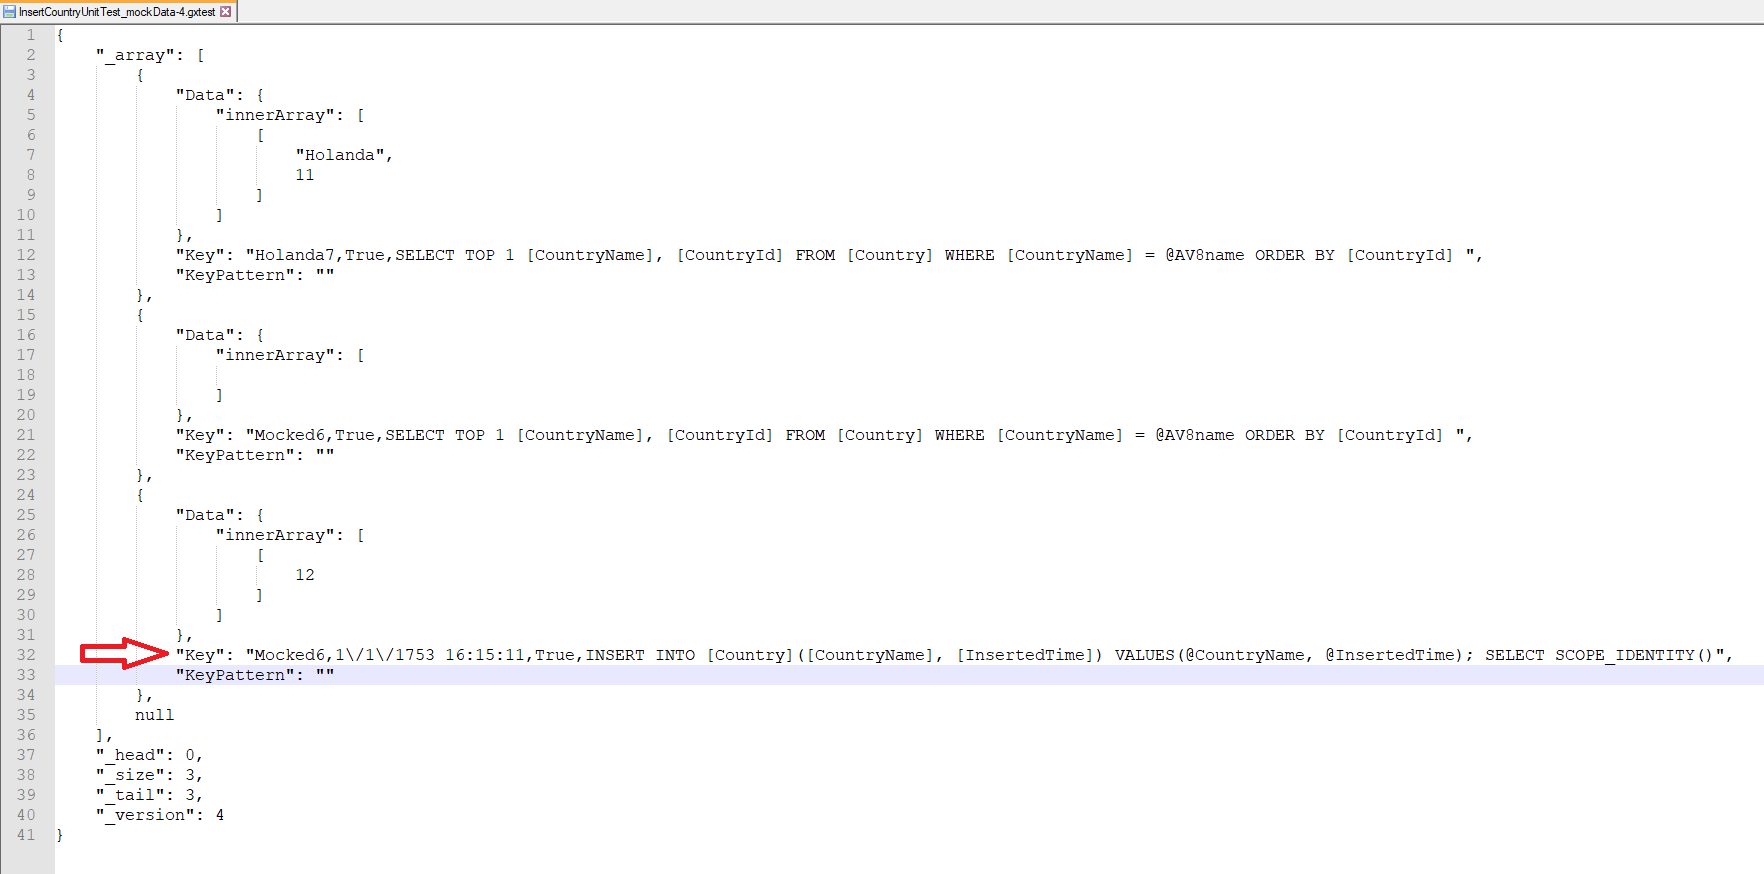 InsertCountryUnitTest_mockData-4.gxtest
1 {
2 "_array": [
3 {
4 "Data": {
5 "innerArray": [
6 [
7 "Holanda",
8 11
9 ]
10 ]
11 },
12 "Key": "Holanda7,True,SELECT TOP 1 [CountryName], [CountryId] FROM [Country] WHERE [CountryName] = @AV8name ORDER BY [CountryId] ",
13 "KeyPattern": ""
14 },
15 {
16 "Data": {
17 "innerArray": [
18
19 ]
20 },
21 "Key": "Mocked6,True,SELECT TOP 1 [CountryName], [CountryId] FROM [Country] WHERE [CountryName] = @AV8name ORDER BY [CountryId] ",
22 "KeyPattern": ""
23 },
24 {
25 "Data": {
26 "innerArray": [
27 [
28 12
29 ]
30 ]
31 },
32 "Key": "Mocked6,1\/1\/1753 16:15:11,True,INSERT INTO [Country]([CountryName], [InsertedTime]) VALUES(@CountryName, @InsertedTime); SELECT SCOPE_IDENTITY()",
33 "KeyPattern": ""
34 },
35 null
36 ],
37 "_head": 0,
38 "_size": 3,
39 "_tail": 3,
40 "_version": 4
41 }